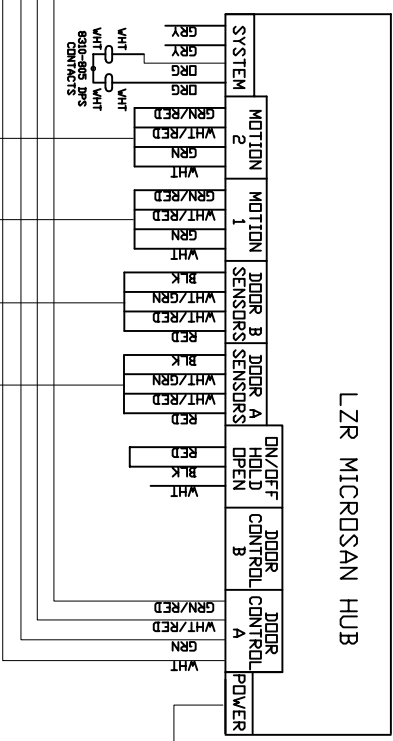 LZR MICROSAN HUB
SYSTEM
GRY
GRY
ORG
ORG
WHT
WHT
WHT
WHT
8310-805 DPS
CONTACTS
MOTION
2
GRN/RED
WHT/RED
GRN
WHT
MOTION
1
GRN/RED
WHT/RED
GRN
WHT
DOOR B
SENSORS
BLK
WHT/GRN
WHT/RED
RED
DOOR A
SENSORS
BLK
WHT/GRN
WHT/RED
RED
ON/OFF
HOLD
OPEN
RED
BLK
WHT
DOOR
CONTROL
B
DOOR
CONTROL
A
GRN/RED
WHT/RED
GRN
WHT
POWER